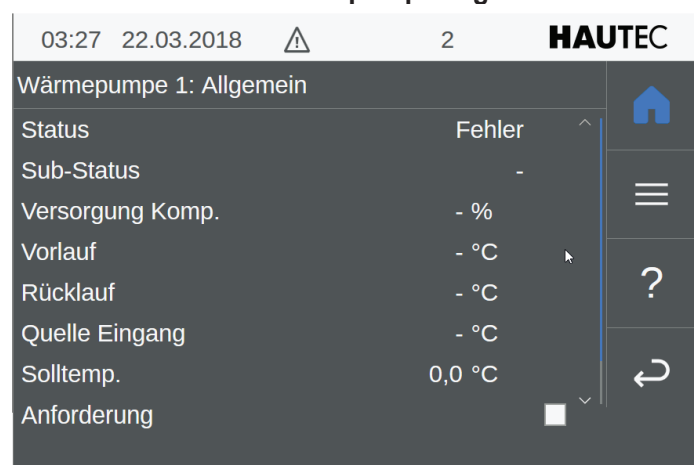 03:27 22.03.2018 2 HAUTEC
Wärmepumpe 1: Allgemein
Status Fehler
Sub-Status -
Versorgung Komp. - %
Vorlauf - °C
Rücklauf - °C
?
Quelle Eingang - °C
Solltemp. 0,0 °C
Anforderung